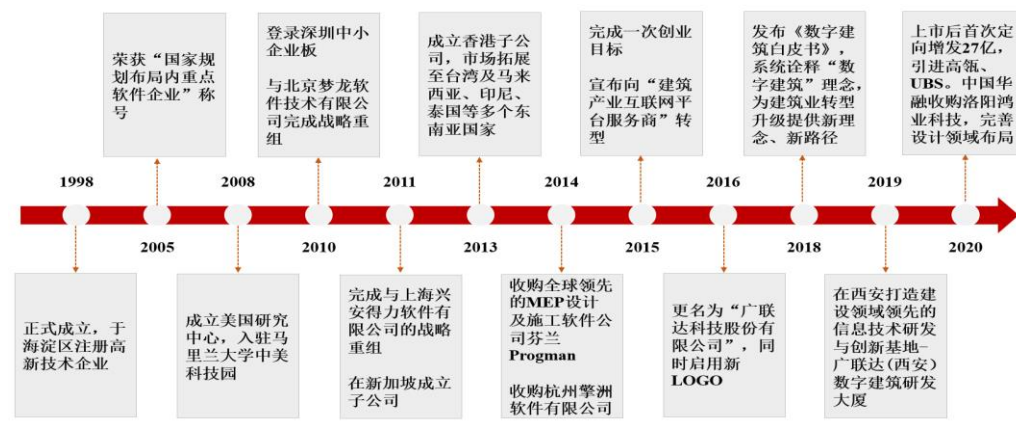 荣获“国家规
划布局内重点
软件企业”称
号
登录深圳中小
企业板
与北京梦龙软
件技术有限公
司完成战略重
组
成立香港子公
司，市场拓展
至台湾及马来
西亚、印尼、
泰国等多个东
南亚国家
完成一次创业
目标
宣布向“建筑
产业互联网平
台服务商”转
型
发布《数字建
筑白皮书》，
系统诠释“数
字建筑”理念，
为建筑业转型
升级提供新理
念、新路径
上市后首次定
向增发27亿，
引进高瓴、
UBS。中国华
融收购洛阳鸿
业科技，完善
设计领域布局
1998
2008
2011
2014
2016
2019
2005
2010
2013
2015
2018
2020
正式成立，于
海淀区注册高
新技术企业
成立美国研究
中心，入驻马
里兰大学中美
科技园
完成与上海兴
安得力软件有
限公司的战略
重组
在新加坡成立
子公司
收购全球领先
的MEP设计
及施工软件公
司芬兰
Progman
收购杭州擎洲
软件有限公司
更名为“广联
达科技股份有
限公司”，同
时启用新
LOGO
在西安打造建
设领域领先的
信息技术研发
与创新基地-
广联达(西安)
数字建筑研发
大厦